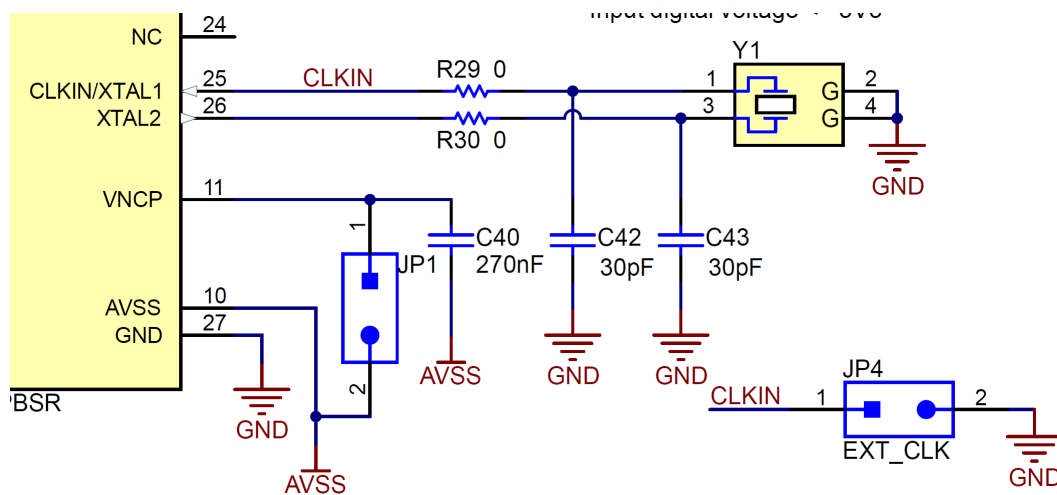 NC 24
CLKIN/XTAL1 25 CLKIN R29 0
XTAL2 26 R30 0
Y1
1 2
3 4
G
G
GND
VNCP 11
1
JP1
2
C40
270nF
AVSS
C42
30pF
GND
C43
30pF
GND
AVSS 10
GND 27
GND
AVSS
PBSR
JP4
CLKIN 1 2
EXT_CLK
GND